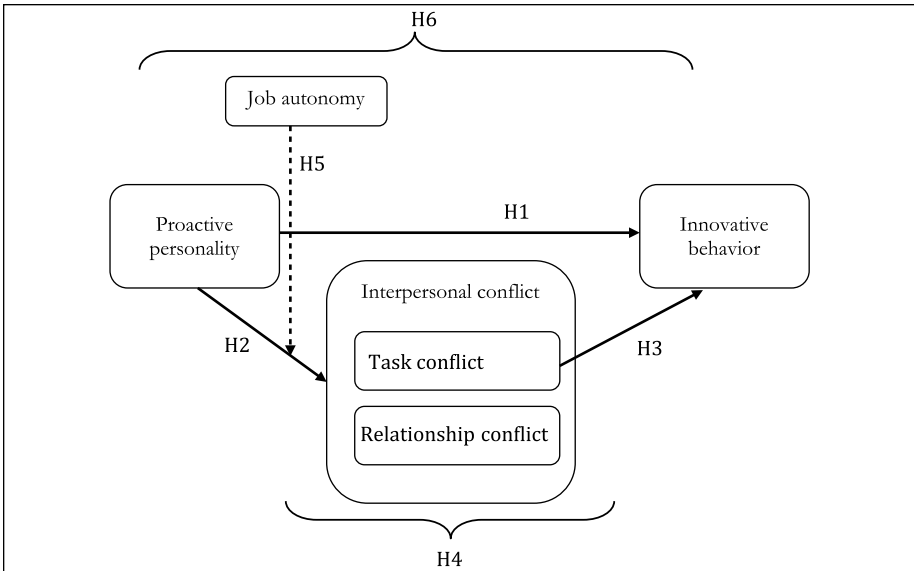 H6
Job autonomy
H5
Proactive
personality
H1
Innovative
behavior
Interpersonal conflict
H2
Task conflict
H3
Relationship conflict
H4